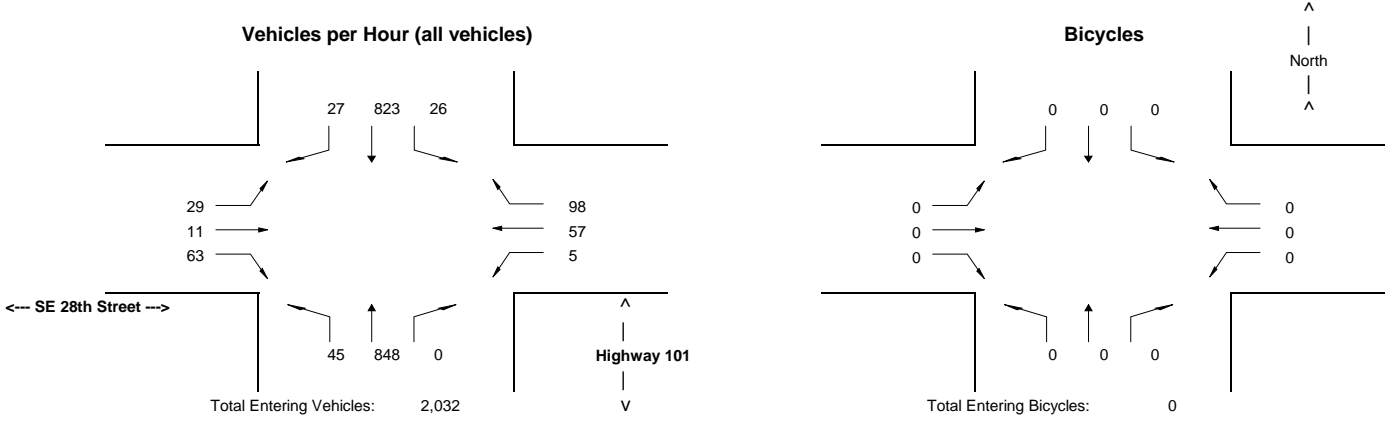 Vehicles per Hour (all vehicles)
27 823 26
29
11
63
98
57
5
<--- SE 28th Street --->
45 848 0
^
|
Highway 101
|
v
Total Entering Vehicles: 2,032
Bicycles
^
|
North
|
^
0 0 0
0
0
0
0
0
0
0 0 0
Total Entering Bicycles: 0